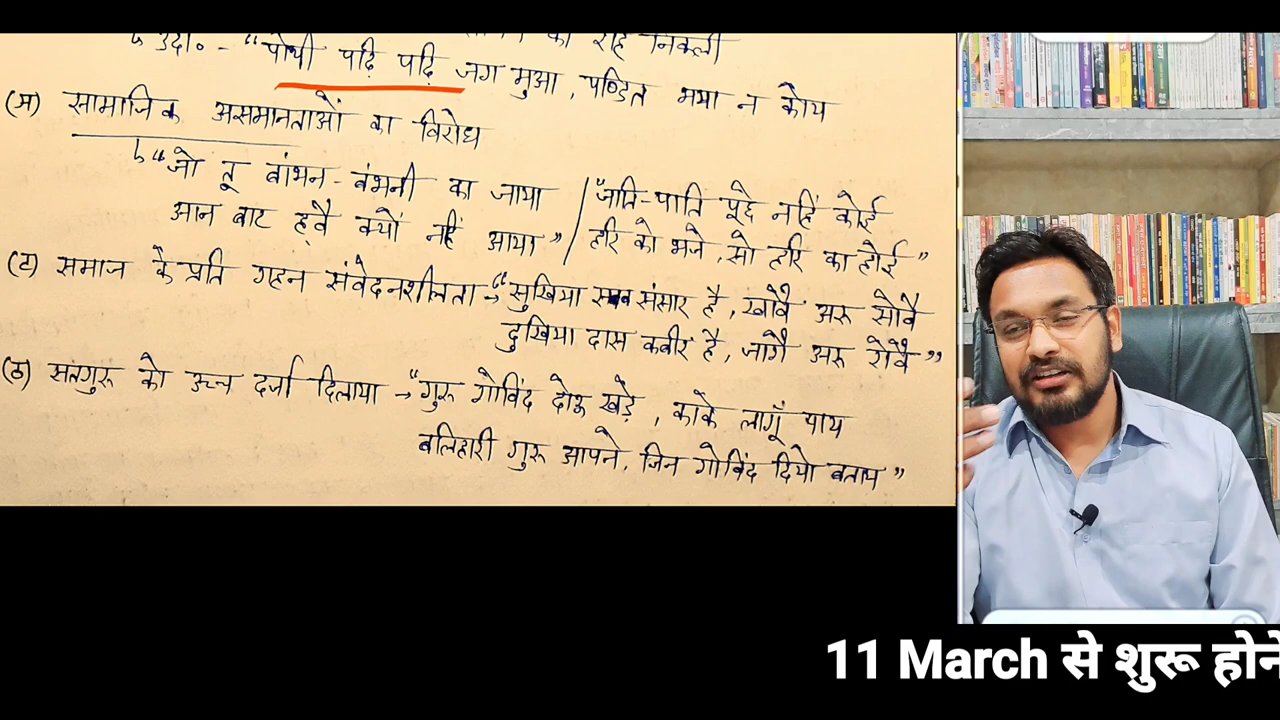 का राह निकली
उदा० - "पोथी पढ़ि पढ़ि जग मुआ, पण्डित भया न कोय
सामाजिक असमानताओं का विरोध
"जो तू बांभन-बंभनी का जाया / "जाति-पाति पूछे नहिं कोई
आन बाट ह्वै क्यों नहीं आया" / हरि को भजे, सो हरि का होई"
(ट) समाज के प्रति गहन संवेदनशीलता → "सुखिया सब संसार है, खावै अरू सोवै
दुखिया दास कबीर है, जागै अरू रोवै"
(ठ) सतगुरु को उच्च दर्जा दिलाया → "गुरू गोविंद दोऊ खड़े, काके लागूँ पाय
बलिहारी गुरू आपने, जिन गोविंद दियो बताय"
11 March से शुरू होने